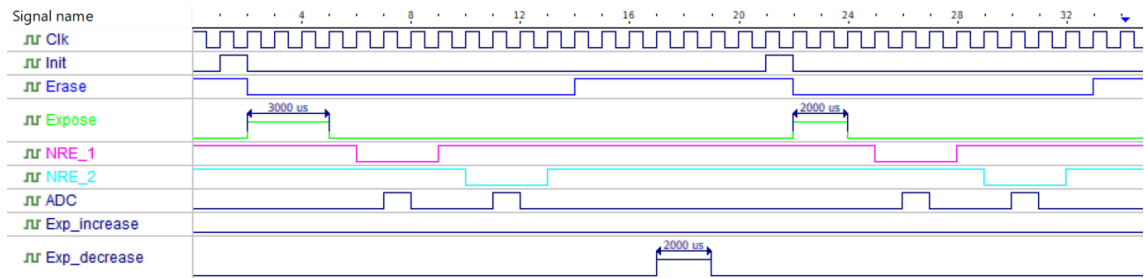 Signal name 4 8 12 16 20 24 28 32
Clk
Init
Erase
Expose 3000 us 2000 us
NRE_1
NRE_2
ADC
Exp_increase
Exp_decrease 2000 us